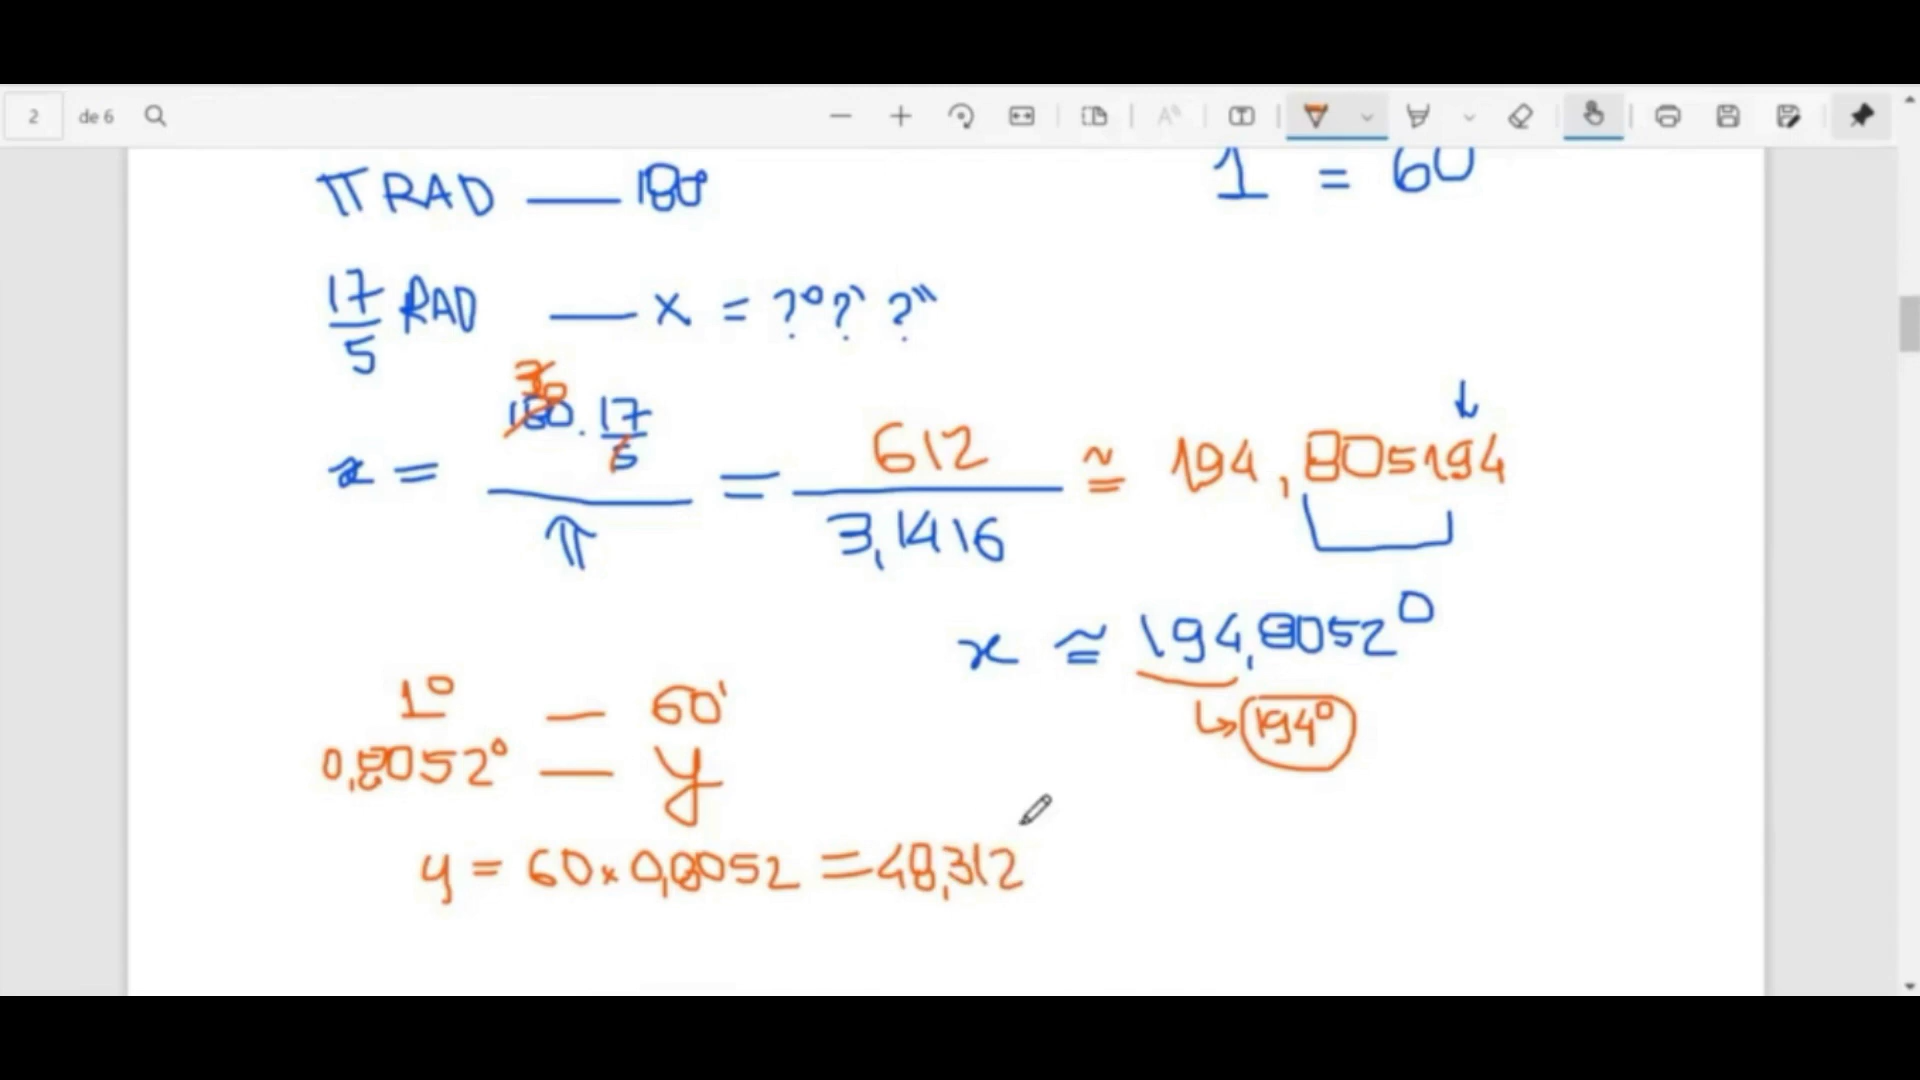 2 de 6
π RAD — 180°
1 = 60
17/5 RAD — x = ?° ?' ?''
36
x = 180 . 17/5 / π = 612 / 3,1416 ≅ 194,805194
x ≅ 194,8052°
194°
1° — 60'
0,8052° — y
y = 60 x 0,8052 = 48,312